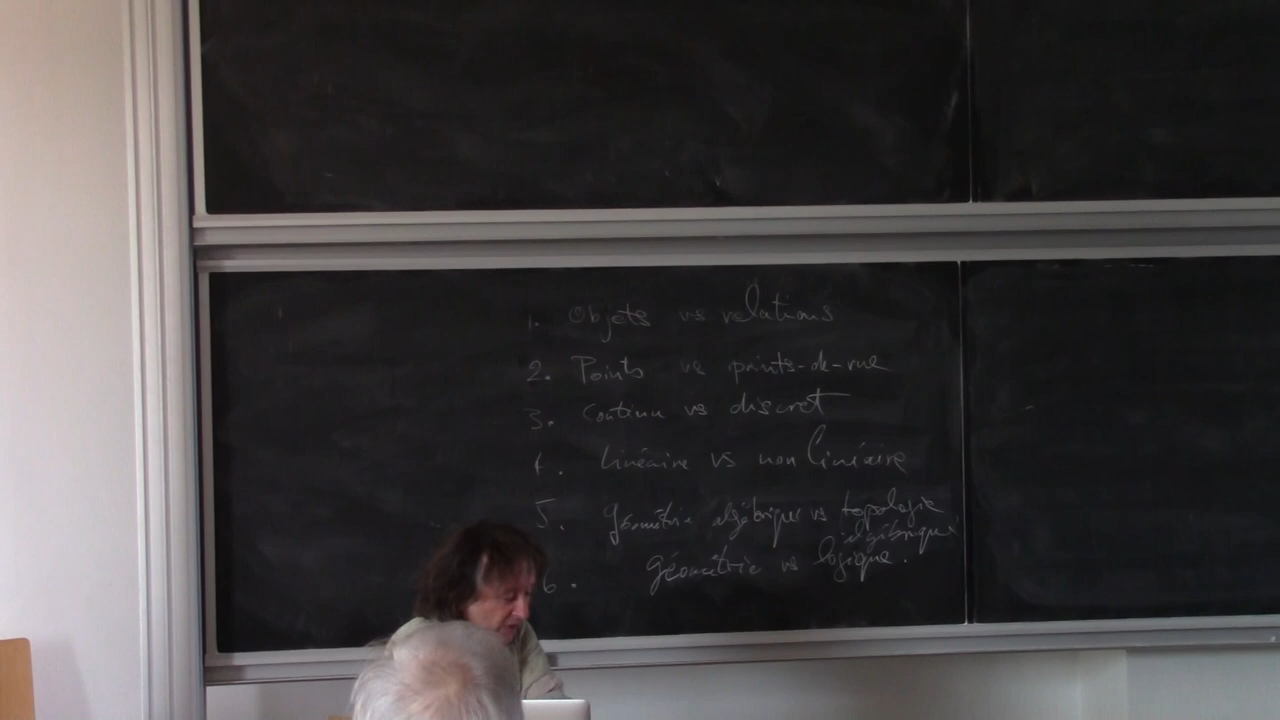 1. Objets vs relations
2. Points vs points-de-vue
3. Continu vs discret
4. Linéaire vs non linéaire
5. géométrie algébrique vs topologie
algébrique
6. géométrie vs logique.